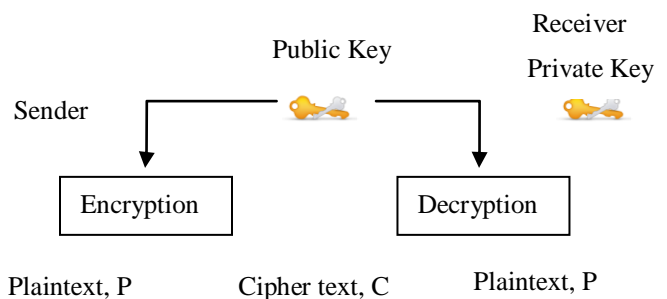 Receiver
Public Key
Private Key
Sender
Encryption
Decryption
Plaintext, P
Cipher text, C
Plaintext, P